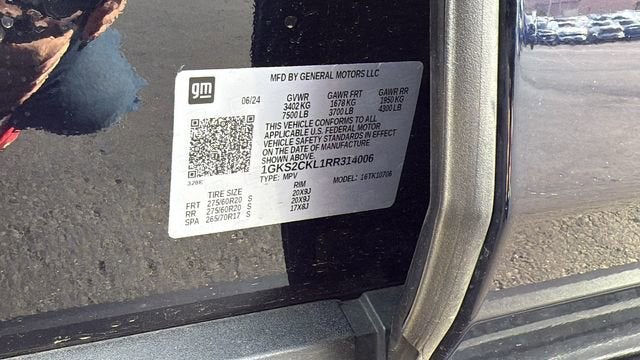 gm
MFD BY GENERAL MOTORS LLC
06/24 GVWR GAWR FRT GAWR RR
3402 KG 1678 KG 1950 KG
7500 LB 3700 LB 4300 LB
THIS VEHICLE CONFORMS TO ALL
APPLICABLE U.S. FEDERAL MOTOR
VEHICLE SAFETY STANDARDS IN EFFECT
ON THE DATE OF MANUFACTURE
SHOWN ABOVE.
1GKS2CKL1RR314006
TYPE: MPV MODEL: 16TK10706
TIRE SIZE RIM
FRT 275/60R20 S 20X9J
RR 275/60R20 S 20X9J
SPA 265/70R17 S 17X8J